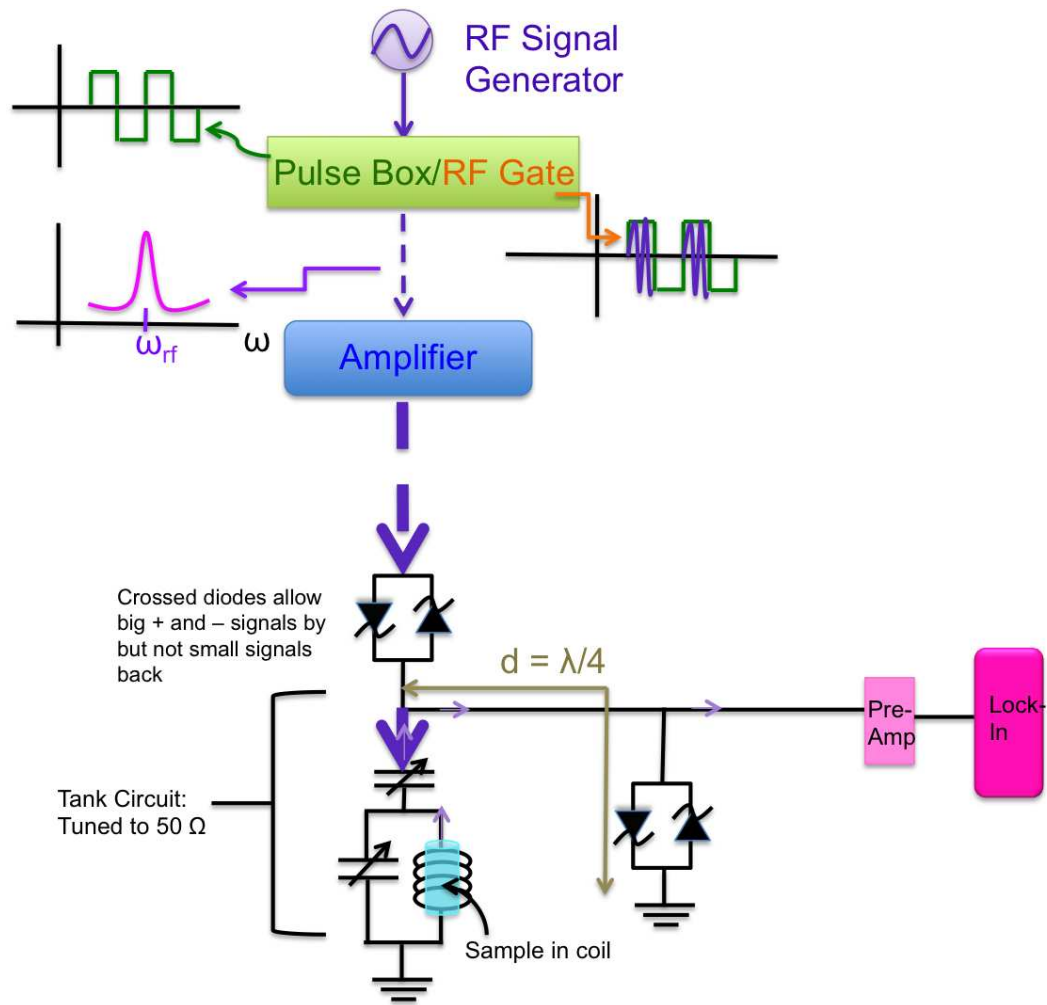 RF Signal
Generator
Pulse Box/RF Gate
ωrf
ω
Amplifier
Crossed diodes allow
big + and – signals by
but not small signals
back
d = λ/4
Pre-
Amp
Lock-
In
Tank Circuit:
Tuned to 50 Ω
Sample in coil